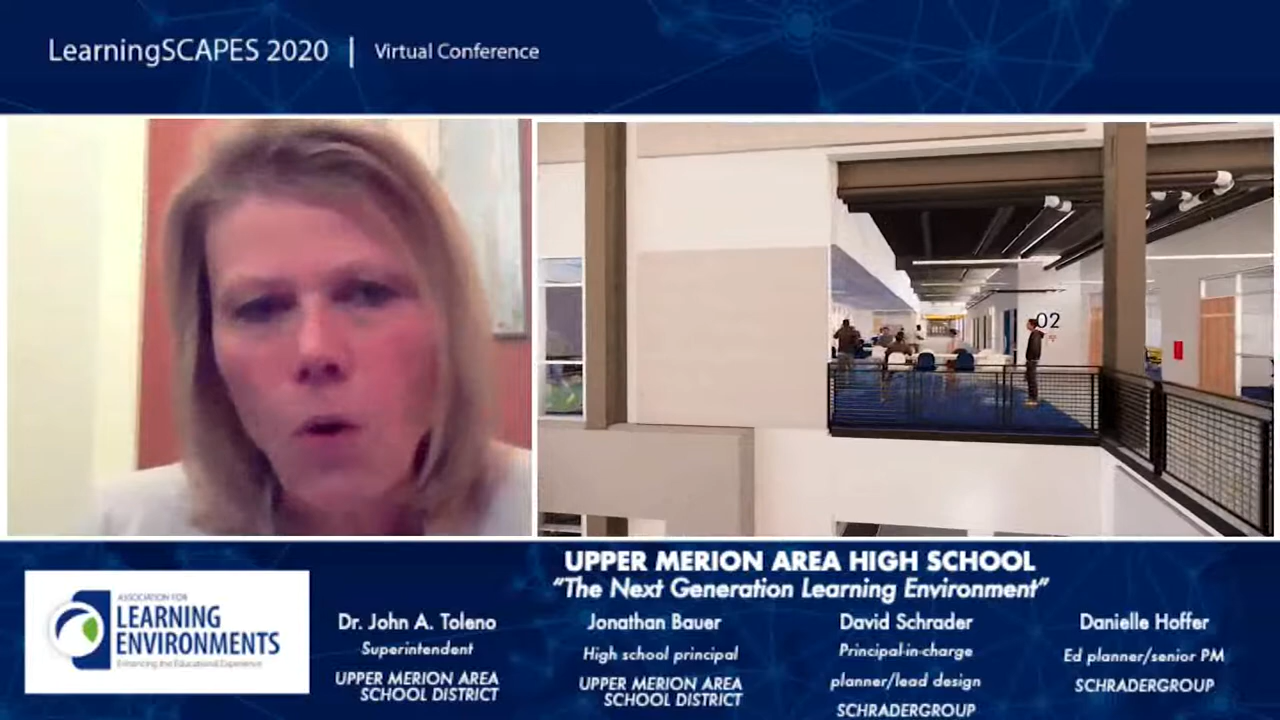 LearningSCAPES 2020 | Virtual Conference
02
UPPER MERION AREA HIGH SCHOOL
“The Next Generation Learning Environment”
ASSOCIATION FOR
LEARNING
ENVIRONMENTS
Enhancing the Educational Experience
Dr. John A. Toleno
Superintendent
UPPER MERION AREA
SCHOOL DISTRICT
Jonathan Bauer
High school principal
UPPER MERION AREA
SCHOOL DISTRICT
David Schrader
Principal-in-charge
planner/lead design
SCHRADERGROUP
Danielle Hoffer
Ed planner/senior PM
SCHRADERGROUP